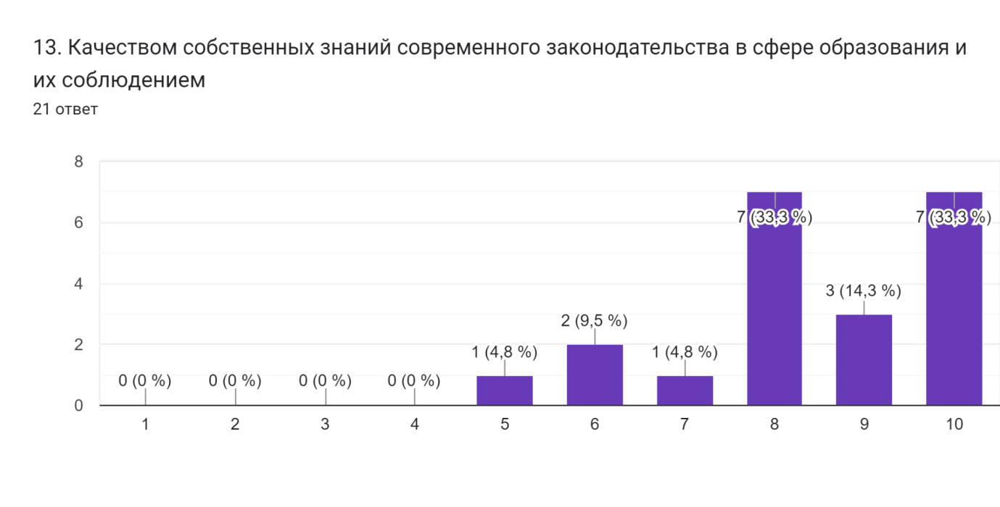 13. Качеством собственных знаний современного законодательства в сфере образования и
их соблюдением
21 ответ
8
6
4
2
0
0 (0 %)
0 (0 %)
0 (0 %)
0 (0 %)
1 (4,8 %)
2 (9,5 %)
1 (4,8 %)
7 (33,3 %)
3 (14,3 %)
7 (33,3 %)
1 2 3 4 5 6 7 8 9 10